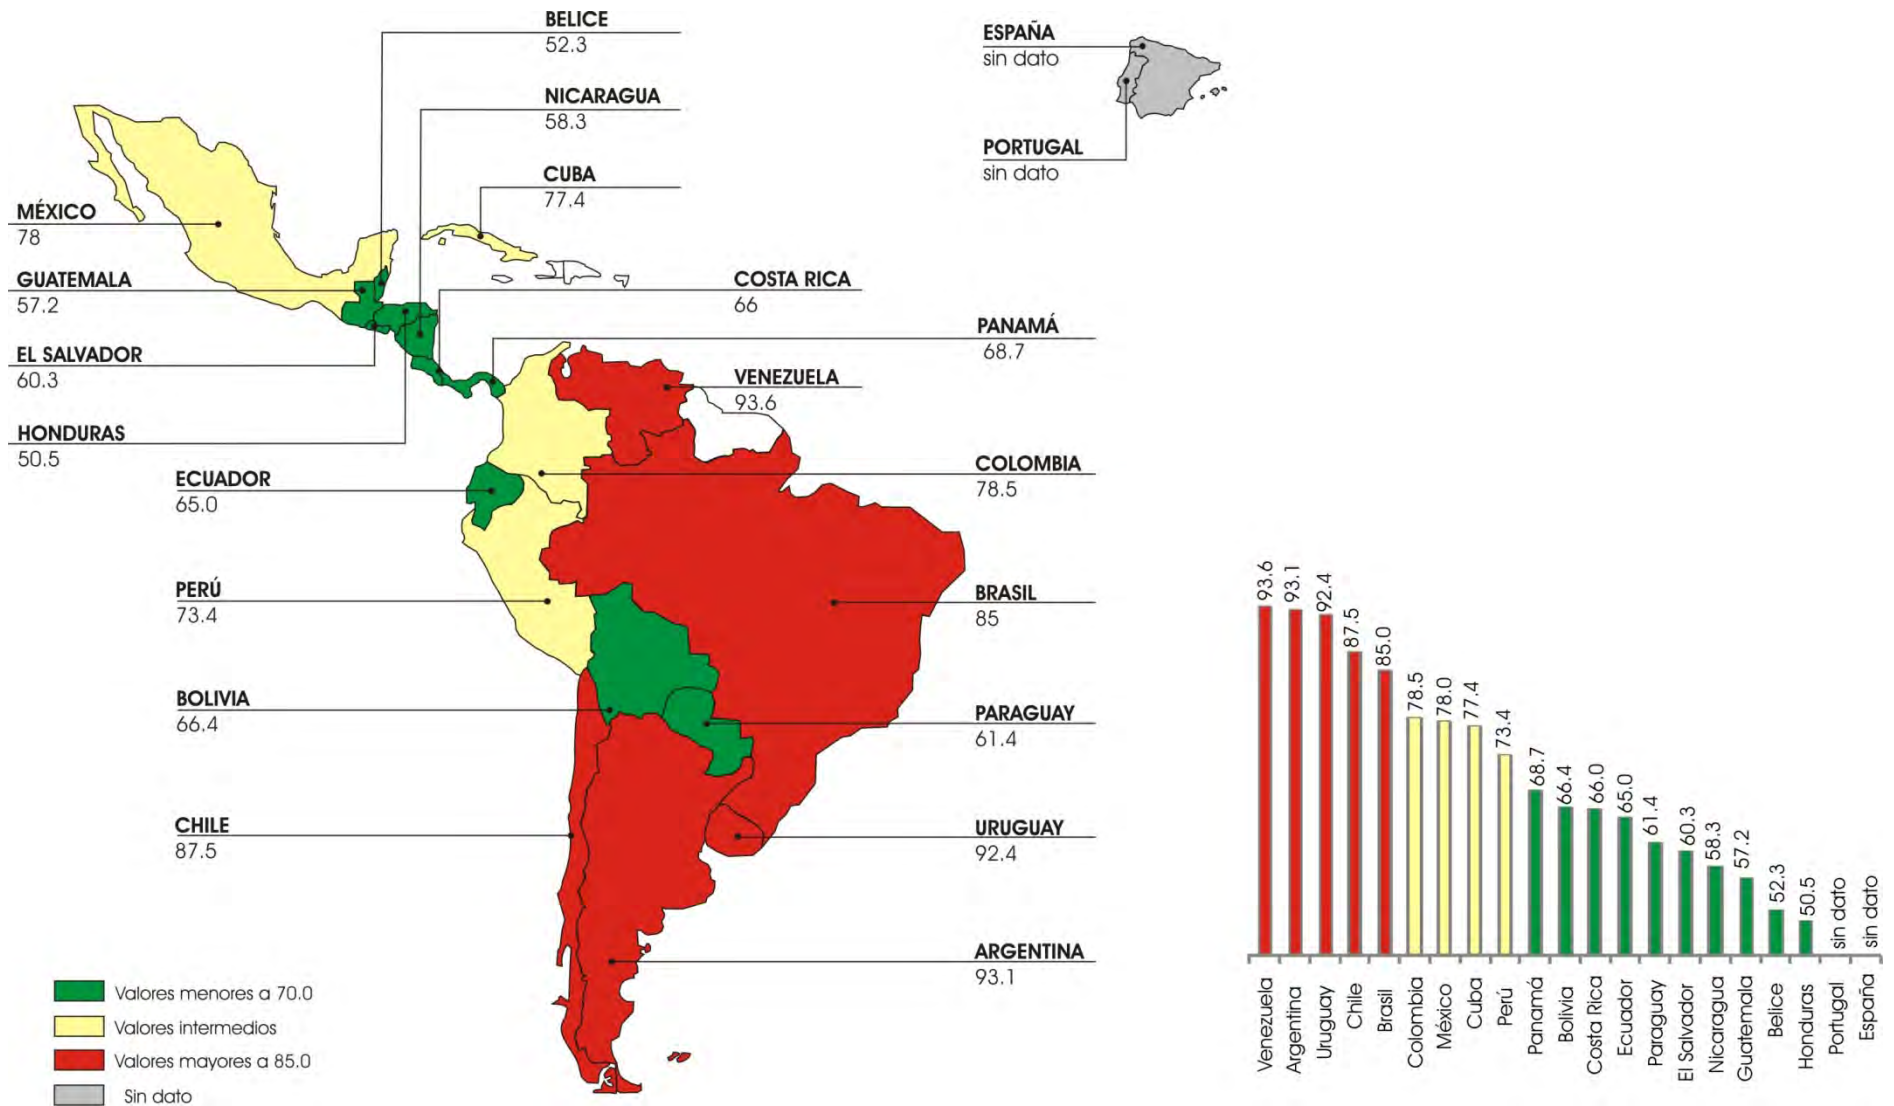 BELICE
52.3
NICARAGUA
58.3
CUBA
77.4
MÉXICO
78
GUATEMALA
57.2
EL SALVADOR
60.3
HONDURAS
50.5
COSTA RICA
66
PANAMÁ
68.7
VENEZUELA
93.6
COLOMBIA
78.5
ECUADOR
65.0
PERÚ
73.4
BRASIL
85
BOLIVIA
66.4
PARAGUAY
61.4
CHILE
87.5
URUGUAY
92.4
ARGENTINA
93.1
ESPAÑA
sin dato
PORTUGAL
sin dato
Valores menores a 70.0
Valores intermedios
Valores mayores a 85.0
Sin dato
93.6
93.1
92.4
87.5
85.0
78.5
78.0
77.4
73.4
68.7
66.4
66.0
65.0
61.4
60.3
58.3
57.2
52.3
50.5
sin dato
sin dato
Venezuela
Argentina
Uruguay
Chile
Brasil
Colombia
México
Cuba
Perú
Panamá
Bolivia
Costa Rica
Ecuador
Paraguay
El Salvador
Nicaragua
Guatemala
Belice
Honduras
Portugal
España